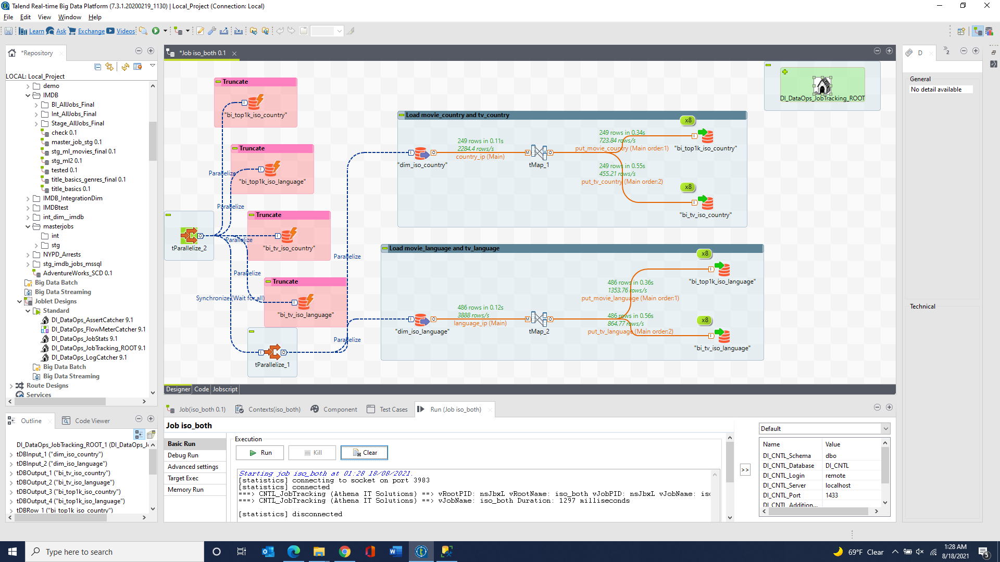 Talend Real-time Big Data Platform (7.3.1.20200219_1130) | Local_Project (Connection: Local)
File Edit View Window Help
Learn Ask Exchange Videos
*Repository
LOCAL: Local_Project
demo
IMDB
BI_AllJobs_Final
Int_AllJobs_Final
Stage_AllJobs_Final
check 0.1
master_job_stg 0.1
stg_ml_movies_final 0.1
stg_ml2 0.1
tested 0.1
title_basics_genres_final 0.1
title_basics 0.1
IMDB_IntegrationDim
IMDBtest
int_dim__imdb
masterjobs
int
stg
NYPD_Arrests
stg_imdb_jobs_mssql
AdventureWorks_SCD 0.1
Big Data Batch
Big Data Streaming
Joblet Designs
Standard
DI_DataOps_AssertCatcher 9.1
DI_DataOps_FlowMeterCatcher 9.1
DI_DataOps_JobStats 9.1
DI_DataOps_JobTracking_ROOT 9.1
DI_DataOps_LogCatcher 9.1
Big Data Batch
Big Data Streaming
Route Designs
Services
*Job iso_both 0.1
Truncate
"bi_top1k_iso_country"
Truncate
"bi_top1k_iso_language"
Parallelize
Parallelize
Truncate
"bi_tv_iso_country"
Parallelize
tParallelize_2
Parallelize
Truncate
"bi_tv_iso_language"
Synchronize (Wait for all)
tParallelize_1
Parallelize
Parallelize
Load movie_country and tv_country
"dim_iso_country"
249 rows in 0.11s
2284.4 rows/s
country_ip (Main)
tMap_1
249 rows in 0.34s
723.84 rows/s
put_movie_country (Main order:1)
x8
"bi_top1k_iso_country"
249 rows in 0.55s
455.21 rows/s
put_tv_country (Main order:2)
x8
"bi_tv_iso_country"
Load movie_language and tv_language
"dim_iso_language"
486 rows in 0.12s
3888 rows/s
language_ip (Main)
tMap_2
486 rows in 0.36s
1353.76 rows/s
put_movie_language (Main order:1)
x8
"bi_top1k_iso_language"
486 rows in 0.56s
864.77 rows/s
put_tv_language (Main order:2)
x8
"bi_tv_iso_language"
DI_DataOps_JobTracking_ROOT
Designer Code Jobscript
D
2
General
No detail available
Technical
Outline Code Viewer
DI_DataOps_JobTracking_ROOT_1 (DI_DataOps_J
tDBInput_1 ("dim_iso_country")
tDBInput_2 ("dim_iso_language")
tDBOutput_1 ("bi_tv_iso_country")
tDBOutput_2 ("bi_tv_iso_language")
tDBOutput_3 ("bi_top1k_iso_country")
tDBOutput_4 ("bi_top1k_iso_language")
tDBRow_1 ("bi_top1k_iso_country")
Job(iso_both 0.1) Contexts(iso_both) Component Test Cases Run (Job iso_both)
Job iso_both
Basic Run
Debug Run
Advanced settings
Target Exec
Memory Run
Execution
Run Kill Clear
Starting job iso_both at 01:28 18/08/2021.
[statistics] connecting to socket on port 3983
[statistics] connected
===> CNTL_JobTracking (Athena IT Solutions) ==> vRootPID: nsJbxL vRootName: iso_both vJobPID: nsJbxL vJobName: iso
===> CNTL_JobTracking (Athena IT Solutions) ==> vJobName: iso_both Duration: 1297 milliseconds
[statistics] disconnected
>>
Default
Name Value
DI_CNTL_Schema dbo
DI_CNTL_Database DI_CNTL
DI_CNTL_Login remote
DI_CNTL_Server localhost
DI_CNTL_Port 1433
DI_CNTL_Addition...
Type here to search
69°F Clear
1:28 AM
8/18/2021
5